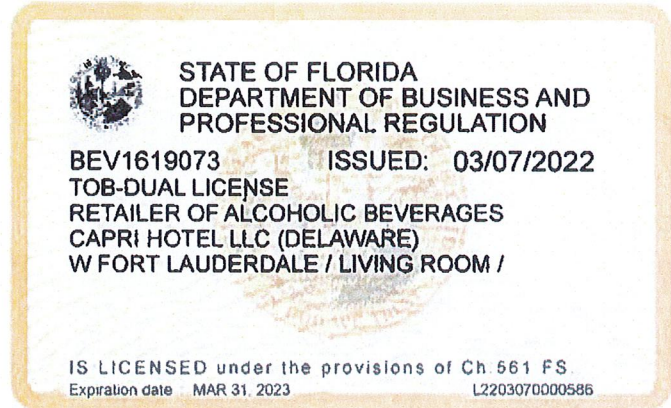 STATE OF FLORIDA
DEPARTMENT OF BUSINESS AND
PROFESSIONAL REGULATION
BEV1619073 ISSUED: 03/07/2022
TOB-DUAL LICENSE
RETAILER OF ALCOHOLIC BEVERAGES
CAPRI HOTEL LLC (DELAWARE)
W FORT LAUDERDALE / LIVING ROOM /
IS LICENSED under the provisions of Ch.561 FS.
Expiration date MAR 31, 2023 L2203070000586